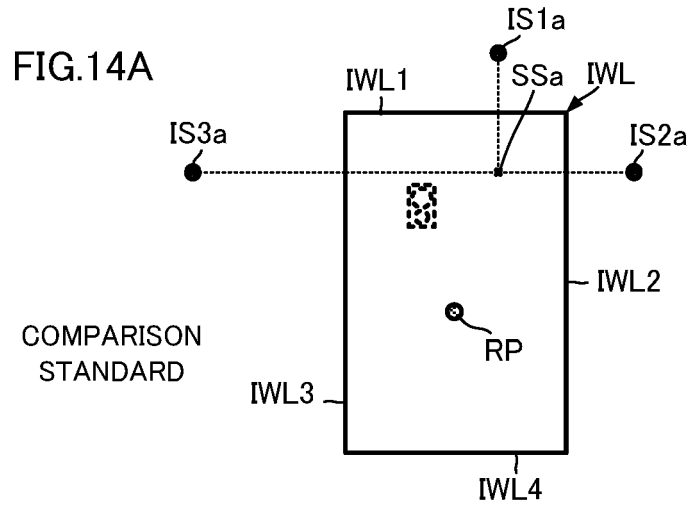 FIG.14A
IS1a
SSa
IWL
IWL1
IS3a
IS2a
IWL2
COMPARISON
STANDARD
RP
IWL3
IWL4